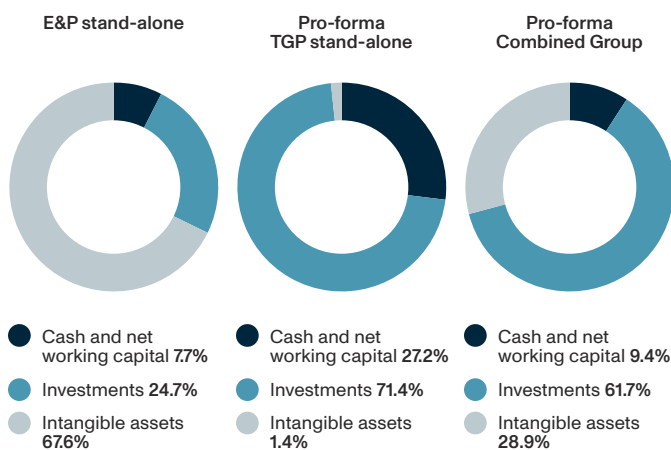 E&P stand-alone
Pro-forma
TGP stand-alone
Pro-forma
Combined Group
Cash and net
working capital 7.7%
Investments 24.7%
Intangible assets
67.6%
Cash and net
working capital 27.2%
Investments 71.4%
Intangible assets
1.4%
Cash and net
working capital 9.4%
Investments 61.7%
Intangible assets
28.9%